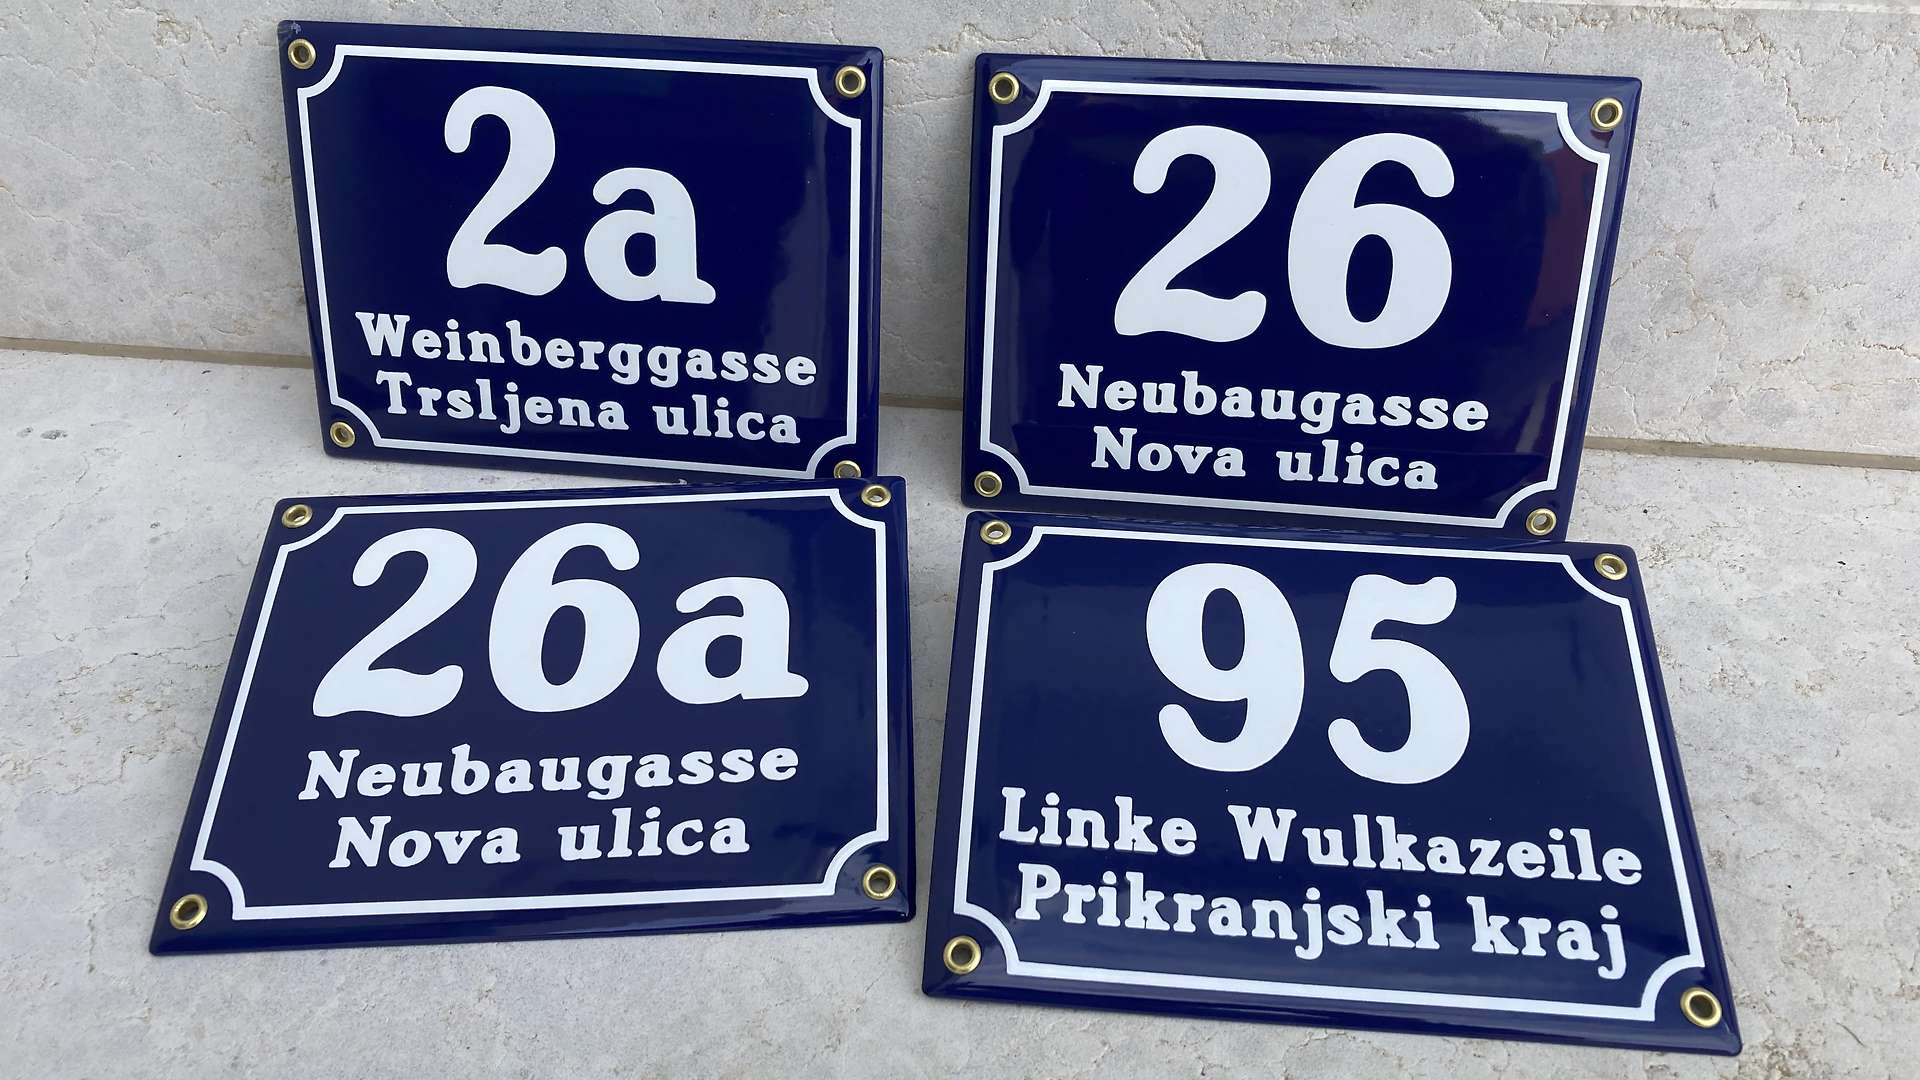 2a
Weinberggasse
Trsljena ulica
26
Neubaugasse
Nova ulica
26a
Neubaugasse
Nova ulica
95
Linke Wulkazeile
Prikranjski kraj